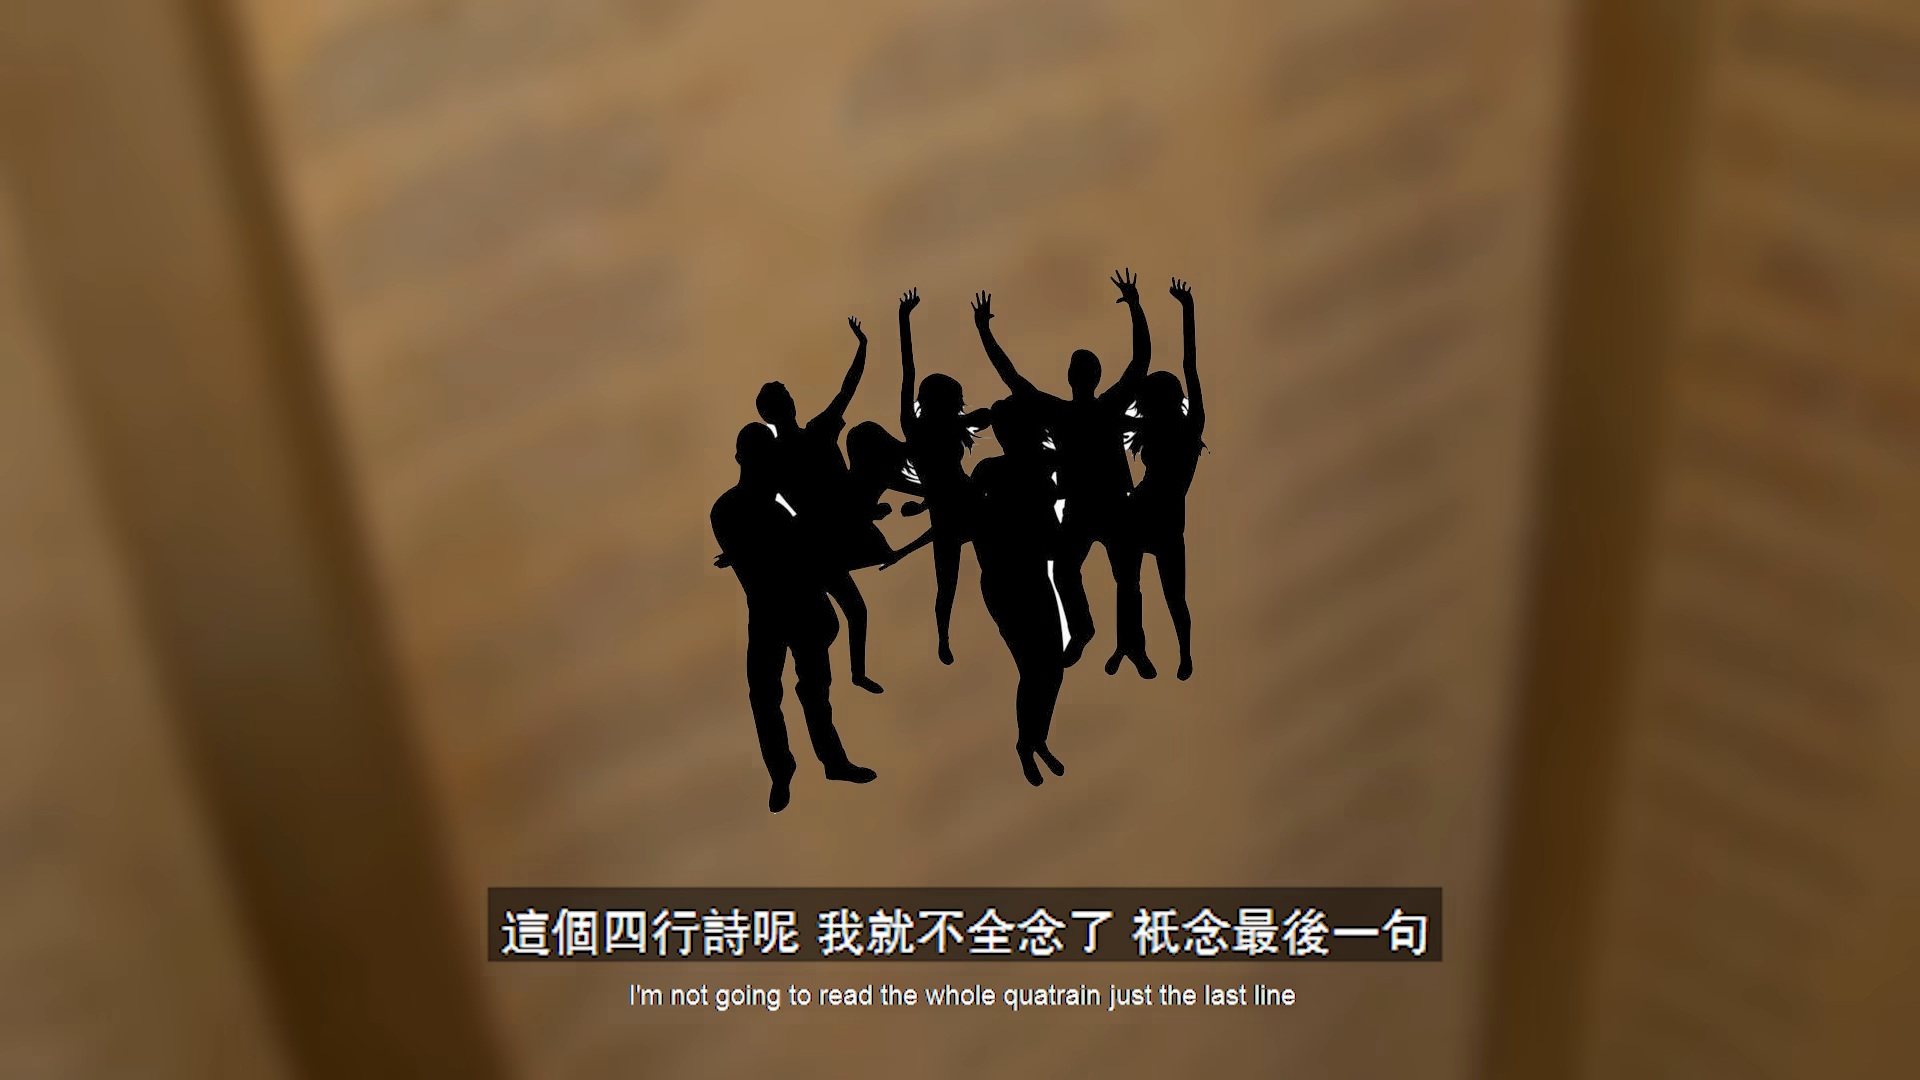 這個四行詩呢 我就不全念了 衹念最後一句
I'm not going to read the whole quatrain just the last line